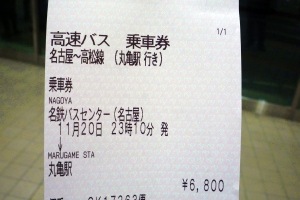 高速バス 乗車券 1/1
名古屋～高松線 (丸亀駅 行き)
乗車券
NAGOYA
名鉄バスセンター(名古屋)
11月20日 23時10分 発
↓
MARUGAME STA
丸亀駅
¥6,800